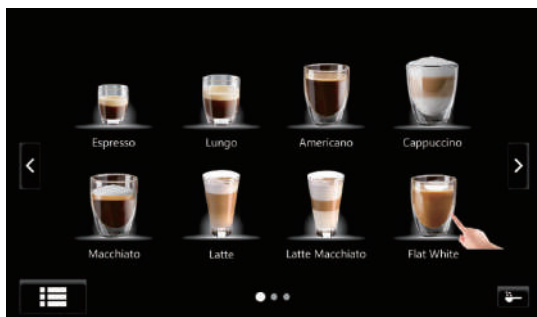 Espresso
Lungo
Americano
Cappuccino
Macchiato
Latte
Latte Macchiato
Flat White